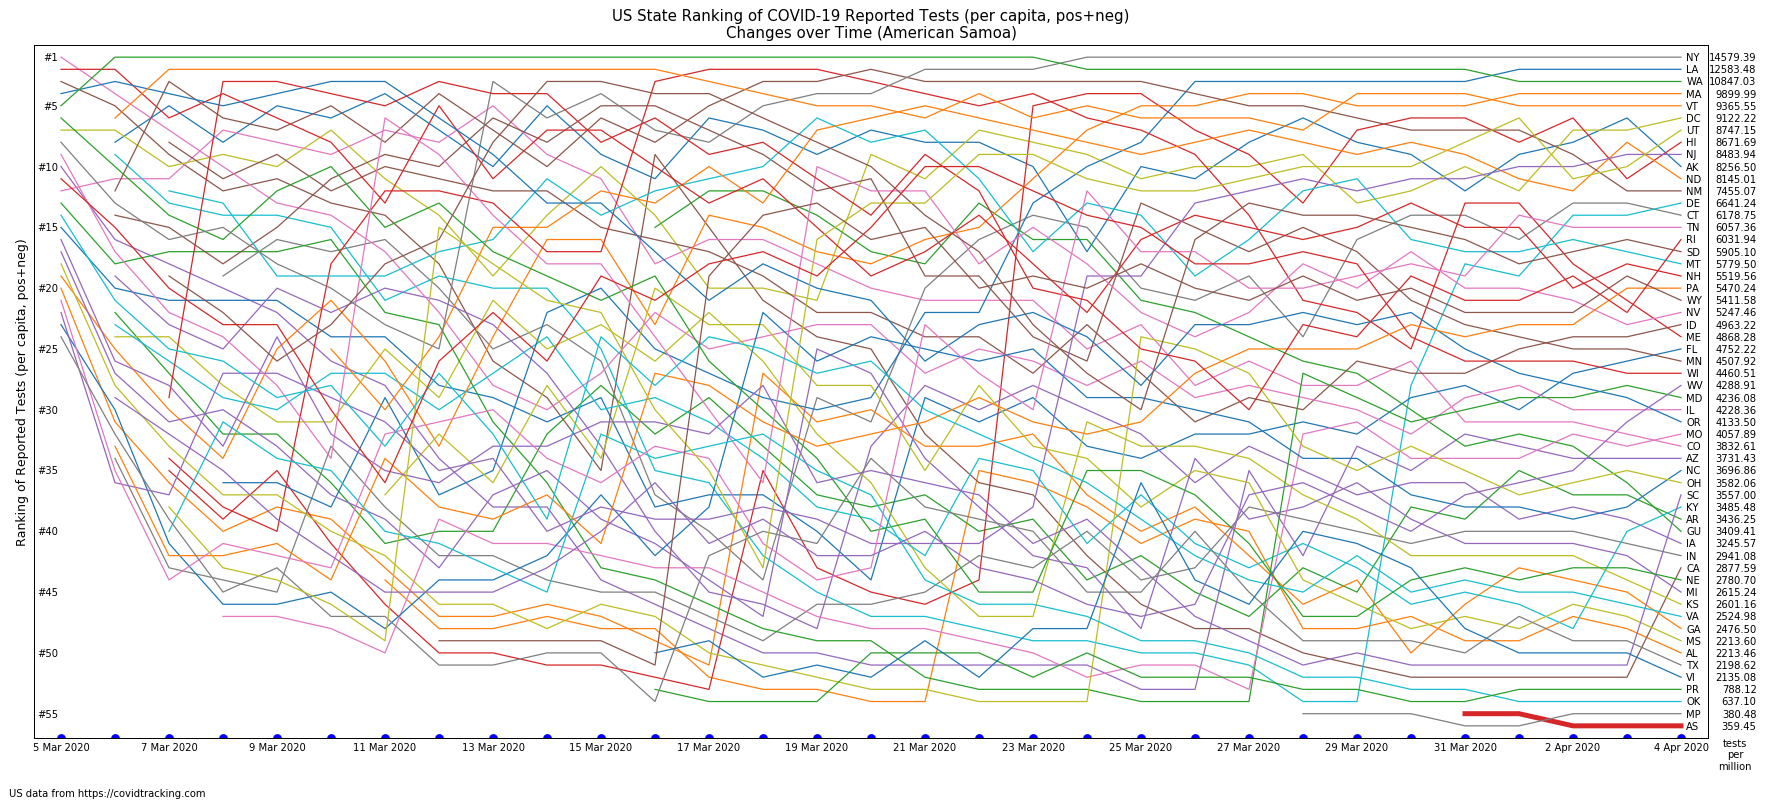 US State Ranking of COVID-19 Reported Tests (per capita, pos+neg)
Changes over Time (American Samoa)
Ranking of Reported Tests (per capita, pos+neg)
#1
#5
#10
#15
#20
#25
#30
#35
#40
#45
#50
#55
NY 14579.39
LA 12583.48
WA 10847.03
MA 9899.99
VT 9365.55
DC 9122.22
UT 8747.15
HI 8671.69
NJ 8483.94
AK 8256.50
ND 8145.01
NM 7455.07
DE 6641.24
CT 6178.75
TN 6057.36
RI 6031.94
SD 5905.10
MT 5779.50
NH 5519.56
PA 5470.24
WY 5411.58
NV 5247.46
ID 4963.22
ME 4868.28
FL 4752.22
MN 4507.92
WI 4460.51
WV 4288.91
MD 4236.08
IL 4228.36
OR 4133.50
MO 4057.89
CO 3832.61
AZ 3731.43
NC 3696.86
OH 3582.06
SC 3557.00
KY 3485.48
AR 3436.25
GU 3409.41
IA 3245.57
IN 2941.08
CA 2877.59
NE 2780.70
MI 2615.24
KS 2601.16
VA 2524.98
GA 2476.50
MS 2213.60
AL 2213.46
TX 2198.62
VI 2135.08
PR 788.12
OK 637.10
MP 380.48
AS 359.45
5 Mar 2020 7 Mar 2020 9 Mar 2020 11 Mar 2020 13 Mar 2020 15 Mar 2020 17 Mar 2020 19 Mar 2020 21 Mar 2020 23 Mar 2020 25 Mar 2020 27 Mar 2020 29 Mar 2020 31 Mar 2020 2 Apr 2020 4 Apr 2020
tests
per
million
US data from https://covidtracking.com